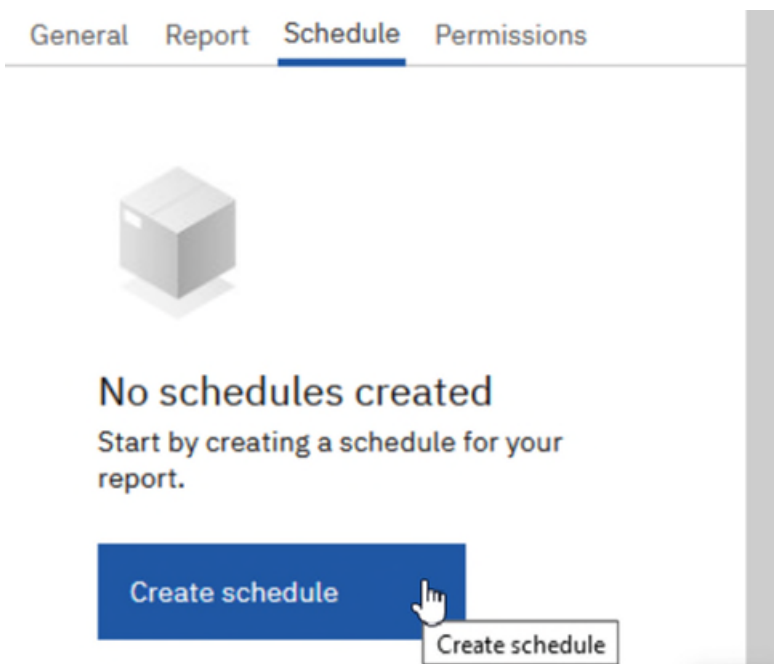 General Report Schedule Permissions
No schedules created
Start by creating a schedule for your
report.
Create schedule
Create schedule